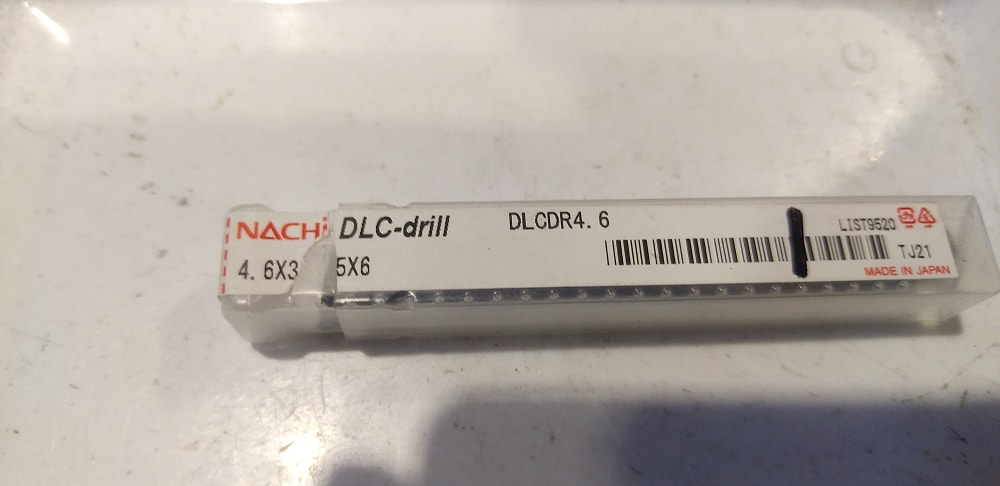 NACHi DLC-drill DLCDR4.6 LIST9520
4.6X3 5X6 TJ21
MADE IN JAPAN